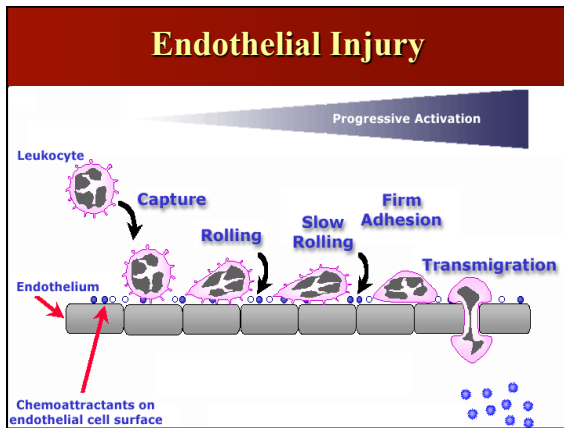 Endothelial Injury
Progressive Activation
Leukocyte
Capture
Rolling
Slow
Rolling
Firm
Adhesion
Transmigration
Endothelium
Chemoattractants on
endothelial cell surface